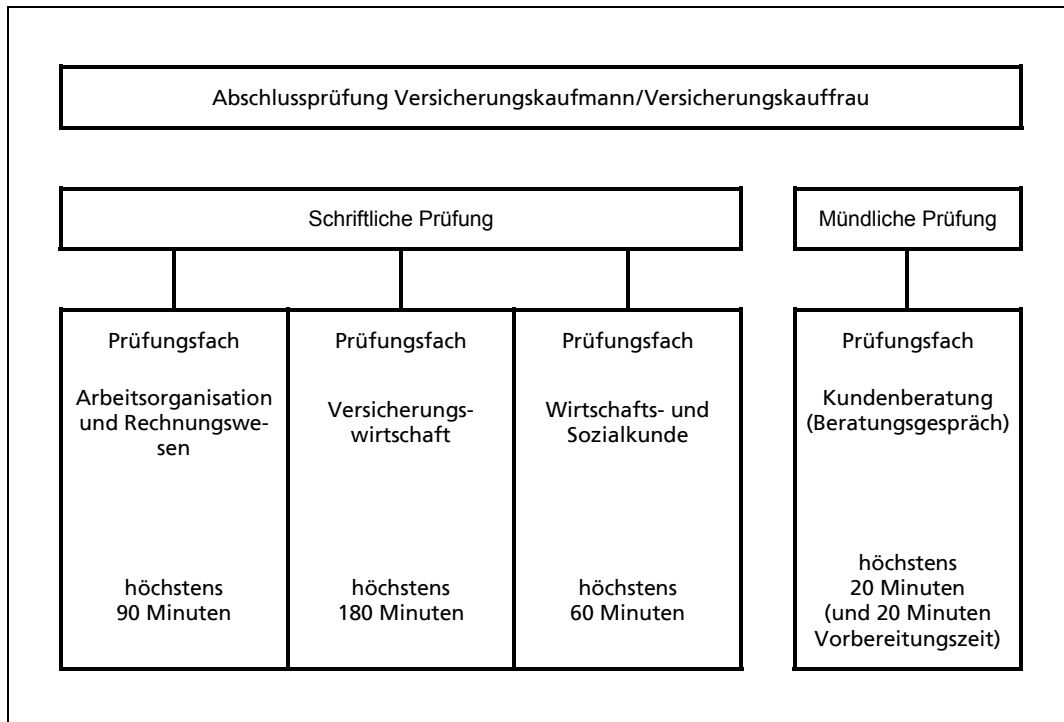 Abschlussprüfung Versicherungskaufmann/Versicherungskauffrau
Schriftliche Prüfung
Prüfungsfach
Arbeitsorganisation
und Rechnungswe-
sen
höchstens
90 Minuten
Prüfungsfach
Versicherungs-
wirtschaft
höchstens
180 Minuten
Prüfungsfach
Wirtschafts- und
Sozialkunde
höchstens
60 Minuten
Mündliche Prüfung
Prüfungsfach
Kundenberatung
(Beratungsgespräch)
höchstens
20 Minuten
(und 20 Minuten
Vorbereitungszeit)